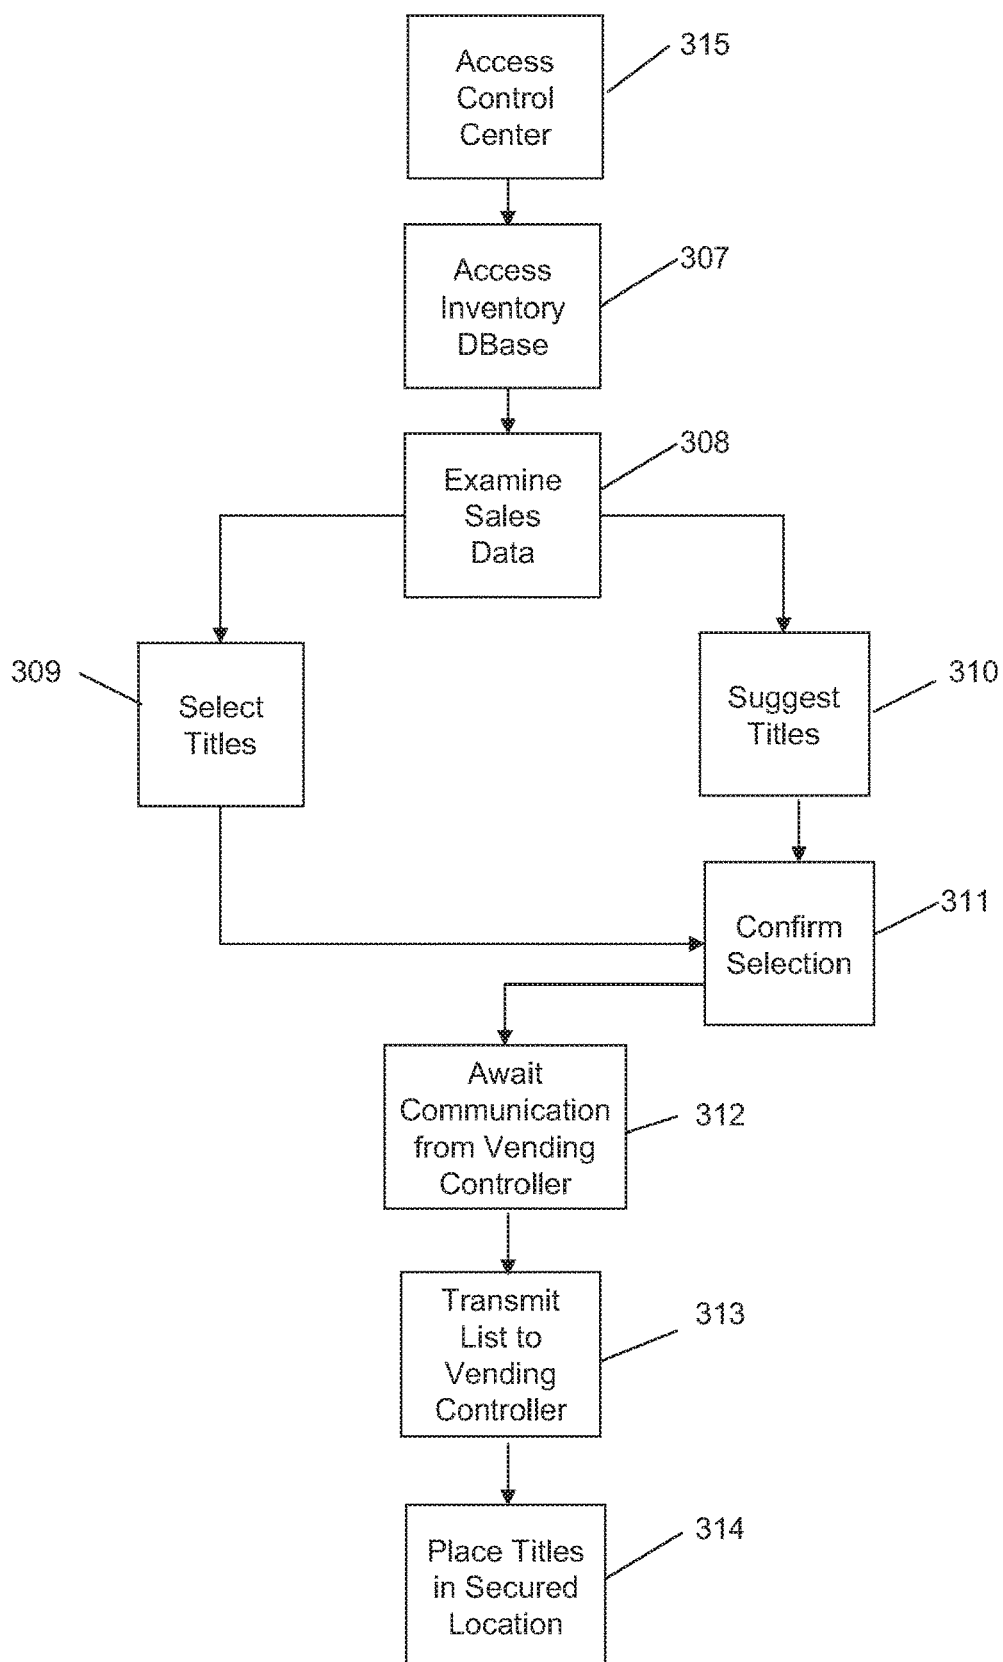 Access
Control
Center
315
Access
Inventory
DBase
307
Examine
Sales
Data
308
309
Select
Titles
Suggest
Titles
310
Confirm
Selection
311
Await
Communication
from Vending
Controller
312
Transmit
List to
Vending
Controller
313
Place Titles
in Secured
Location
314